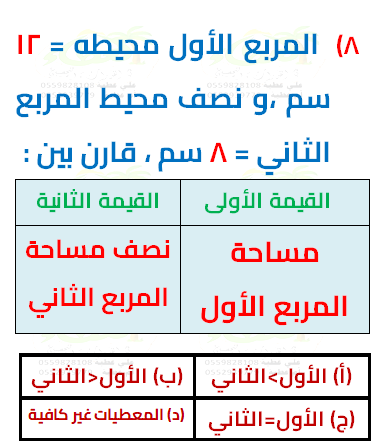 ٨) المربع الأول محيطه = ١٢
سم ،و نصف محيط المربع
الثاني = ٨ سم ، قارن بين :
القيمة الأولى
القيمة الثانية
مساحة
المربع الأول
نصف مساحة
المربع الثاني
(أ) الأول>الثاني
(ب) الأول<الثاني
(ج) الأول=الثاني
(د) المعطيات غير كافية